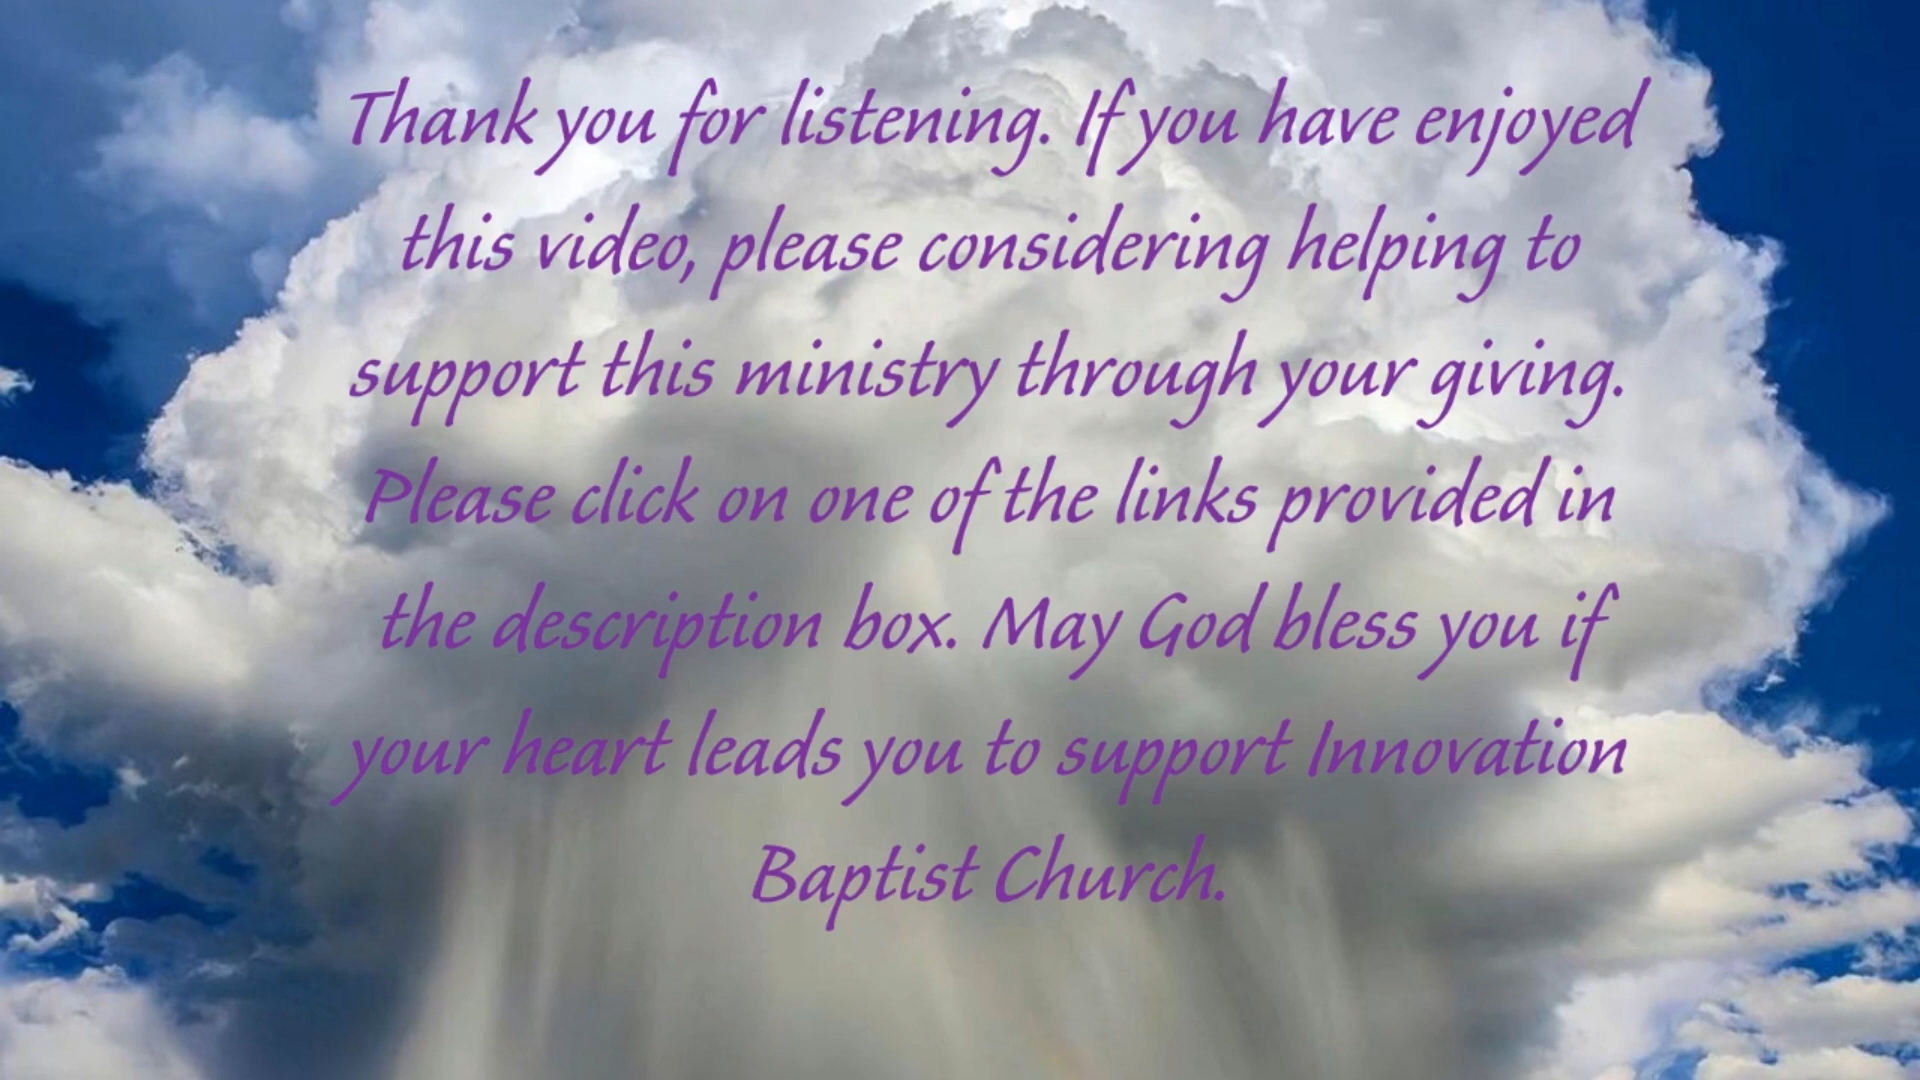 Thank you for listening. If you have enjoyed
this video, please considering helping to
support this ministry through your giving.
Please click on one of the links provided in
the description box. May God bless you if
your heart leads you to support Innovation
Baptist Church.